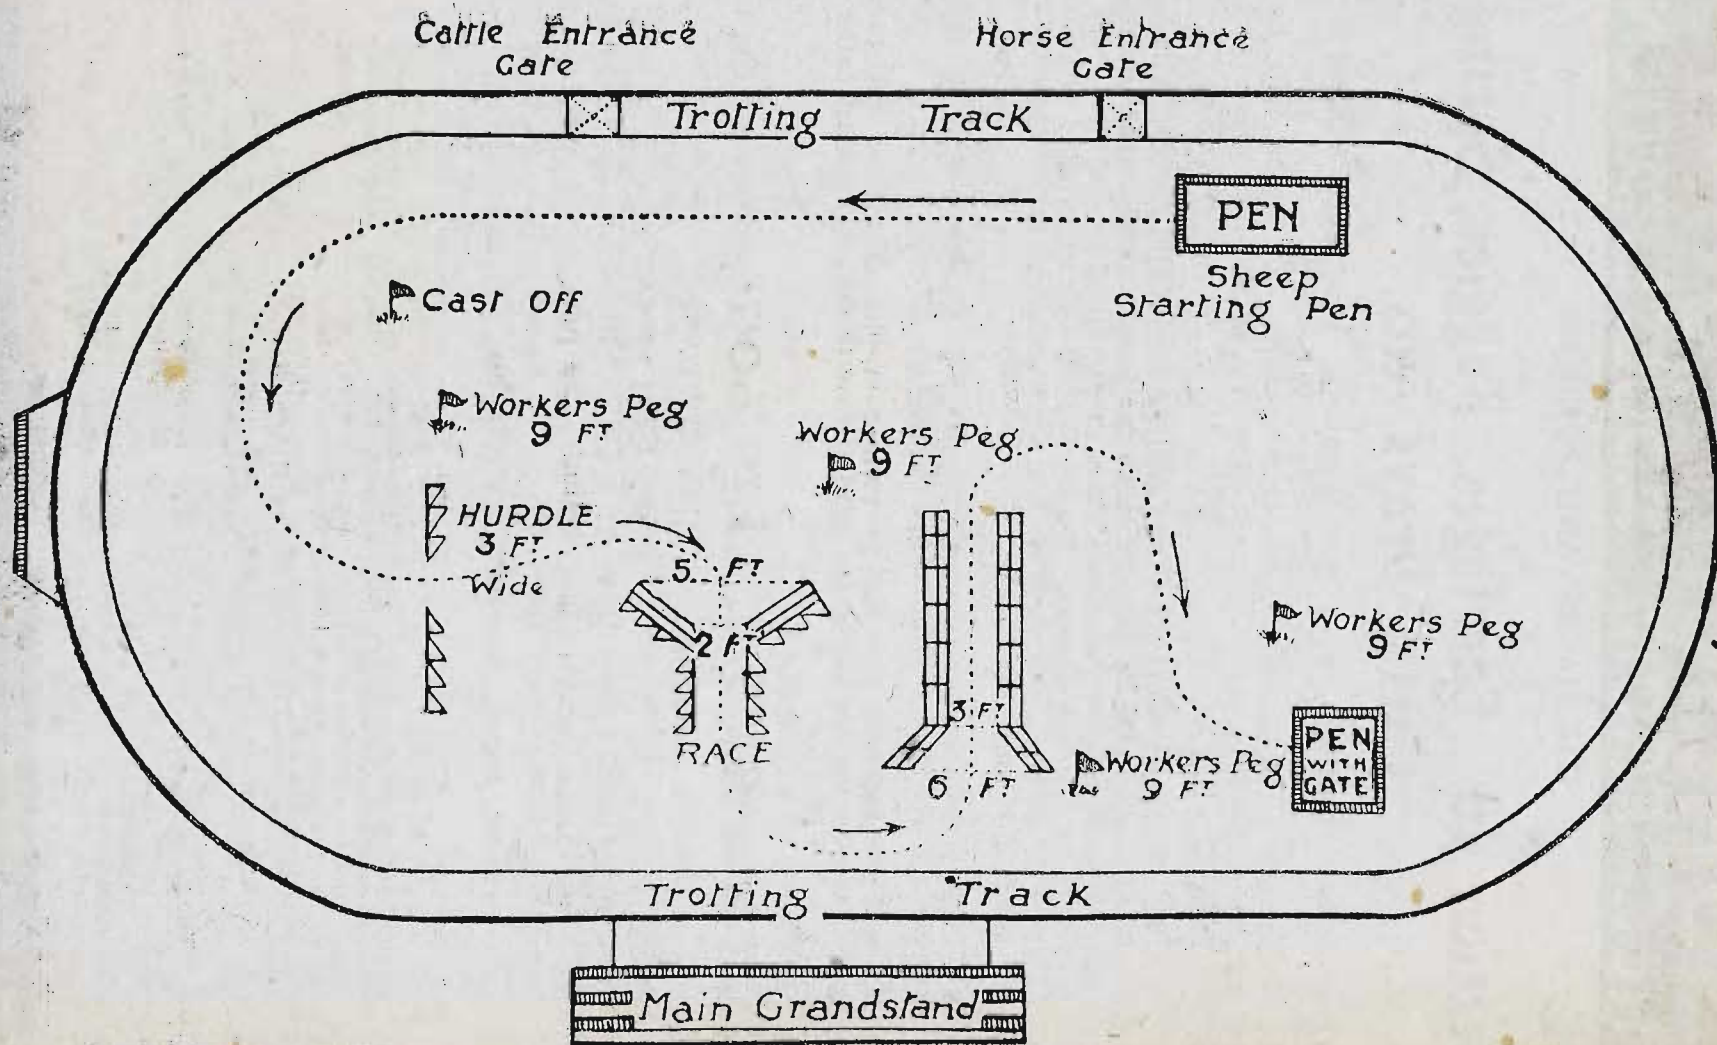 Cattle Entrance
Gate
Horse Entrance
Gate
Trotting Track
PEN
Sheep
Starting Pen
Cast Off
Workers Peg
9 FT
Workers Peg
9 FT
HURDLE
3 FT
Wide
5 FT
2 FT
RACE
3 FT
6 FT
Workers Peg
9 FT
Workers Peg
9 FT
PEN
WITH
GATE
Trotting Track
Main Grandstand